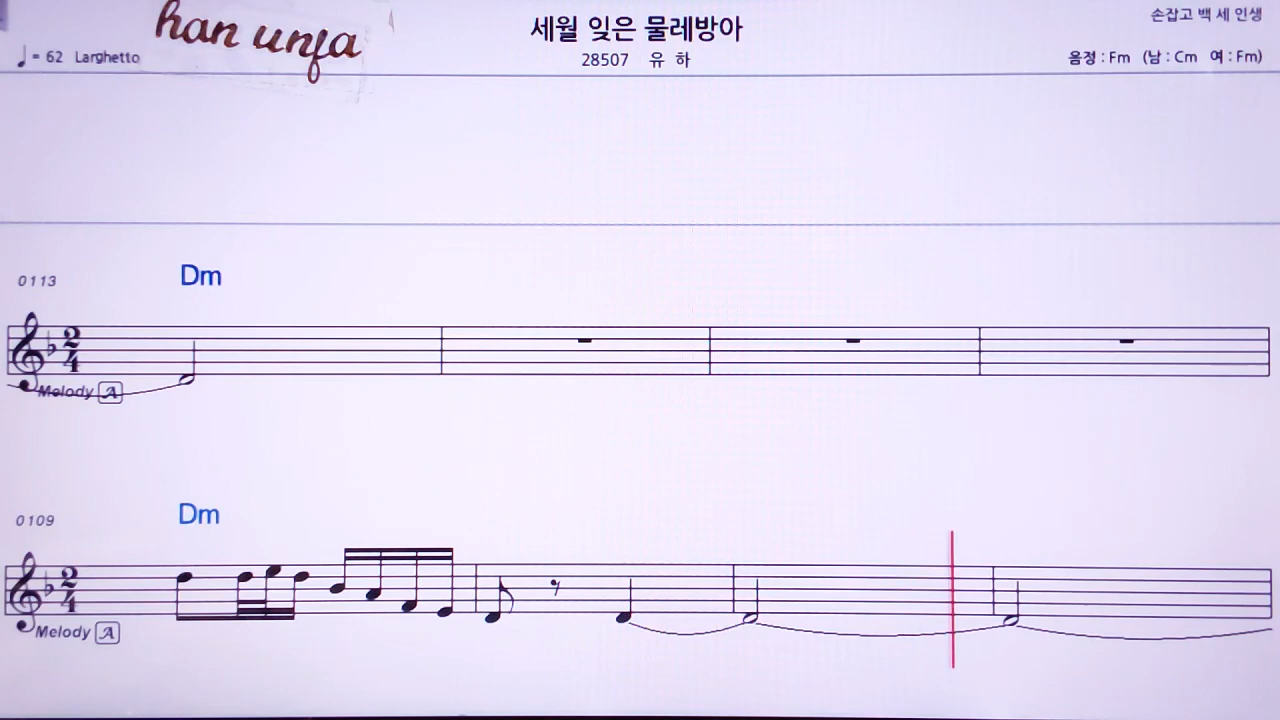 han unfa
세월 잊은 물레방아
손잡고 백 세 인생
♩ = 62 Larghetto
28507 유 하
음정 : Fm (남 : Cm 여 : Fm)
0113
Dm
2
4
Melody A
0109
Dm
2
4
Melody A